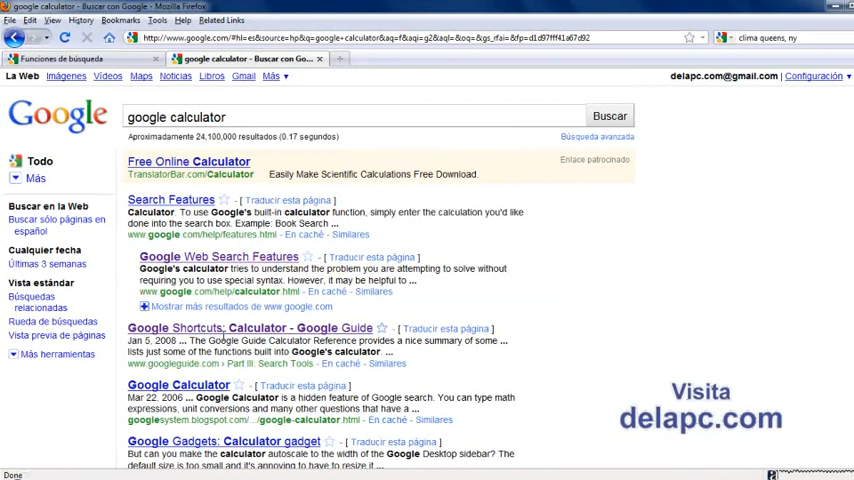 google calculator - Buscar con Google - Mozilla Firefox
File Edit View History Bookmarks Tools Help Related Links
http://www.google.com/#hl=es&source=hp&q=google+calculator&aq=f&aqi=g2&aql=&oq=&gs_rfai=&fp=d1d97fff41a67d92
clima queens, ny
Funciones de búsqueda
google calculator - Buscar con Go...
La Web Imágenes Vídeos Maps Noticias Libros Gmail Más
delapc.com@gmail.com | Configuración
Google
google calculator
Buscar
Aproximadamente 24,100,000 resultados (0.17 segundos)
Búsqueda avanzada
Todo
Más
Buscar en la Web
Buscar sólo páginas en
español
Cualquier fecha
Últimas 3 semanas
Vista estándar
Búsquedas
relacionadas
Rueda de búsquedas
Vista previa de páginas
Más herramientas
Free Online Calculator
Enlace patrocinado
TranslatorBar.com/Calculator Easily Make Scientific Calculations Free Download.
Search Features - [ Traducir esta página ]
Calculator. To use Google's built-in calculator function, simply enter the calculation you'd like
done into the search box. Example: Book Search ...
www.google.com/help/features.html - En caché - Similares
Google Web Search Features - [ Traducir esta página ]
Google's calculator tries to understand the problem you are attempting to solve without
requiring you to use special syntax. However, it may be helpful to ...
www.google.com/help/calculator.html - En caché - Similares
Mostrar más resultados de www.google.com
Google Shortcuts: Calculator - Google Guide - [ Traducir esta página ]
Jan 5, 2008 ... The Google Guide Calculator Reference provides a nice summary of some ...
lists just some of the functions built into Google's calculator. ...
www.googleguide.com › Part III: Search Tools - En caché - Similares
Google Calculator - [ Traducir esta página ]
Mar 22, 2006 ... Google Calculator is a hidden feature of Google search. You can type math
expressions, unit conversions and many other questions that have a ...
googlesystem.blogspot.com/.../google-calculator.html - En caché - Similares
Google Gadgets: Calculator gadget - [ Traducir esta página ]
But can you make the calculator autoscale to the width of the Google Desktop sidebar? The
default size is too small and it's annoying to have to resize it ...
Visita
delapc.com
Done